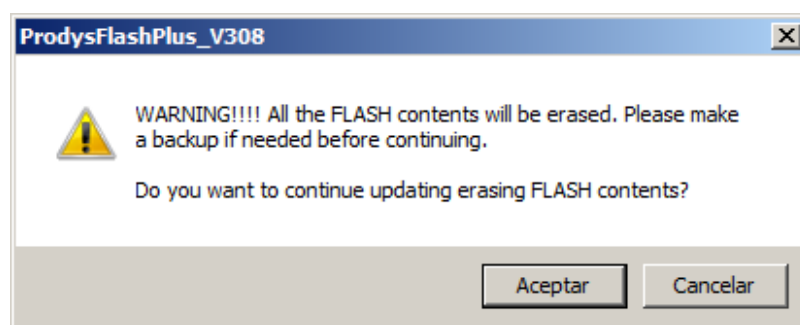 ProdysFlashPlus_V308
WARNING!!!! All the FLASH contents will be erased. Please make
a backup if needed before continuing.
Do you want to continue updating erasing FLASH contents?
Aceptar
Cancelar